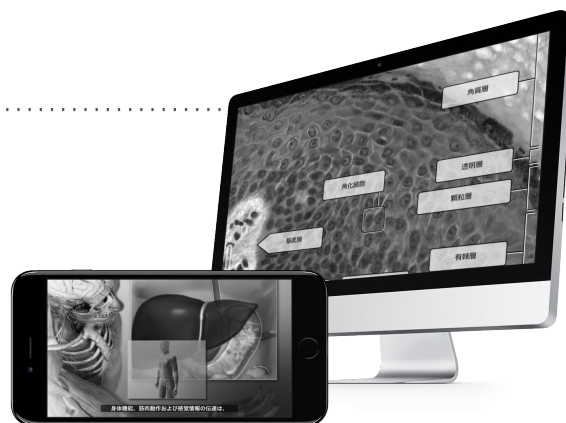 角質層
透明層
角化細胞
顆粒層
基底層
有棘層
身体機能、筋肉動作および感覚情報の伝達は、